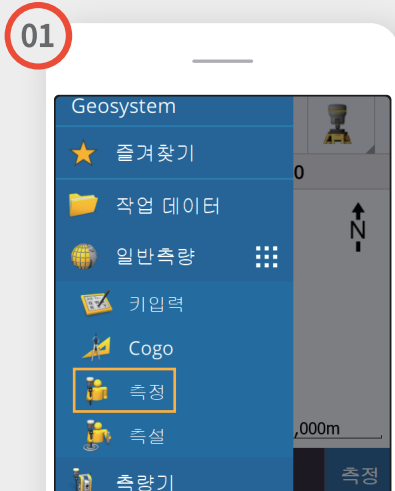 01
Geosystem
즐겨찾기
0
작업 데이터
N
일반측량
키입력
Cogo
측정
,000m
측설
측량기
측정